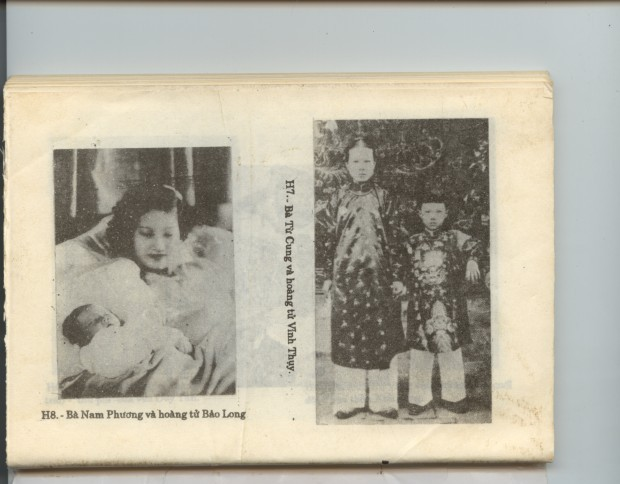 H8.- Bà Nam Phương và hoàng tử Bảo Long
H7.- Bà Từ Cung và hoàng tử Vĩnh Thụy.